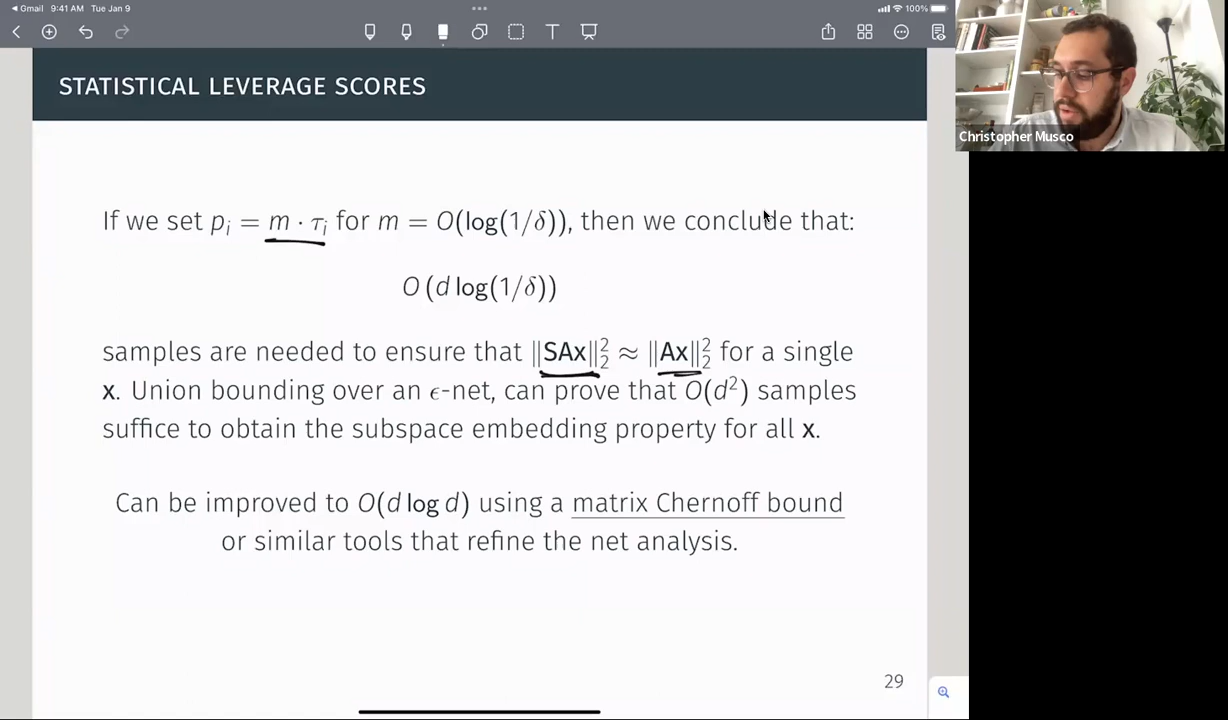 Gmail 9:41 AM Tue Jan 9
100%
STATISTICAL LEVERAGE SCORES
Christopher Musco
If we set pᵢ = m · τᵢ for m = O(log(1/δ)), then we conclude that:
O (d log(1/δ))
samples are needed to ensure that ||SAx||₂² ≈ ||Ax||₂² for a single
x. Union bounding over an ϵ-net, can prove that O(d²) samples
suffice to obtain the subspace embedding property for all x.
Can be improved to O(d log d) using a matrix Chernoff bound
or similar tools that refine the net analysis.
29